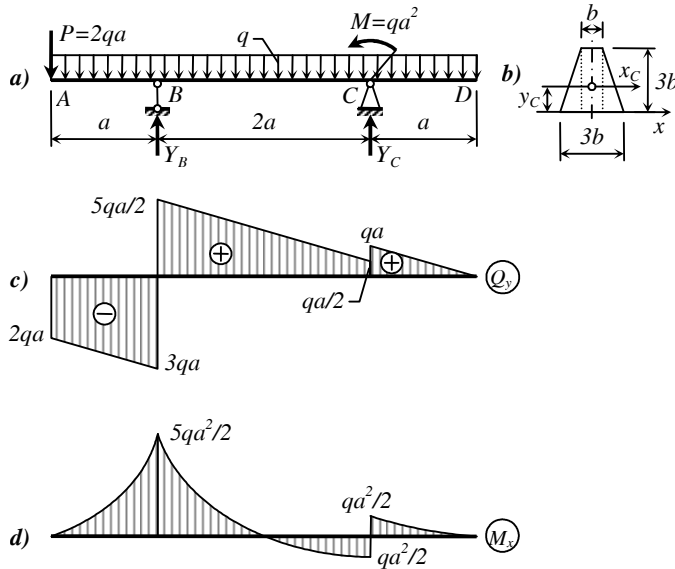 P=2qa
M=qa²
q
a)
A
B
C
D
a
2a
a
Y_B
Y_C
b)
b
x_C
3b
y_C
x
3b
5qa/2
qa
c)
+
+
qa/2
Q_y
2qa
−
3qa
5qa²/2
qa²/2
d)
M_x
qa²/2